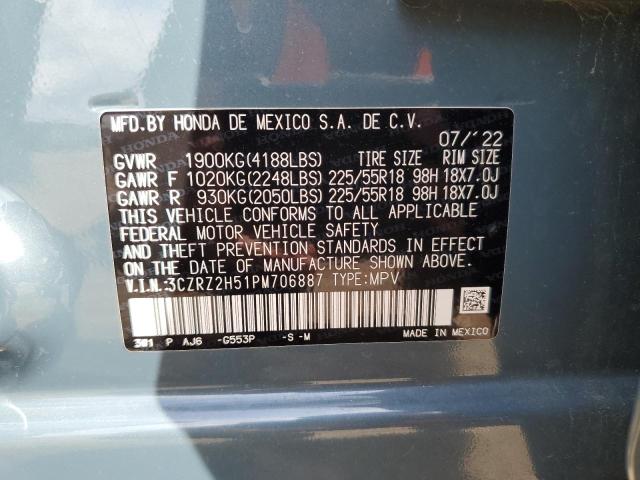 MFD.BY HONDA DE MEXICO S.A. DE C.V.
07/'22
GVWR 1900KG(4188LBS) TIRE SIZE RIM SIZE
GAWR F 1020KG(2248LBS) 225/55R18 98H 18X7.0J
GAWR R 930KG(2050LBS) 225/55R18 98H 18X7.0J
THIS VEHICLE CONFORMS TO ALL APPLICABLE
FEDERAL MOTOR VEHICLE SAFETY
AND THEFT PREVENTION STANDARDS IN EFFECT
ON THE DATE OF MANUFACTURE SHOWN ABOVE.
V.I.N.:3CZRZ2H51PM706887 TYPE:MPV
301 P AJ6 -G553P -S -M
MADE IN MEXICO